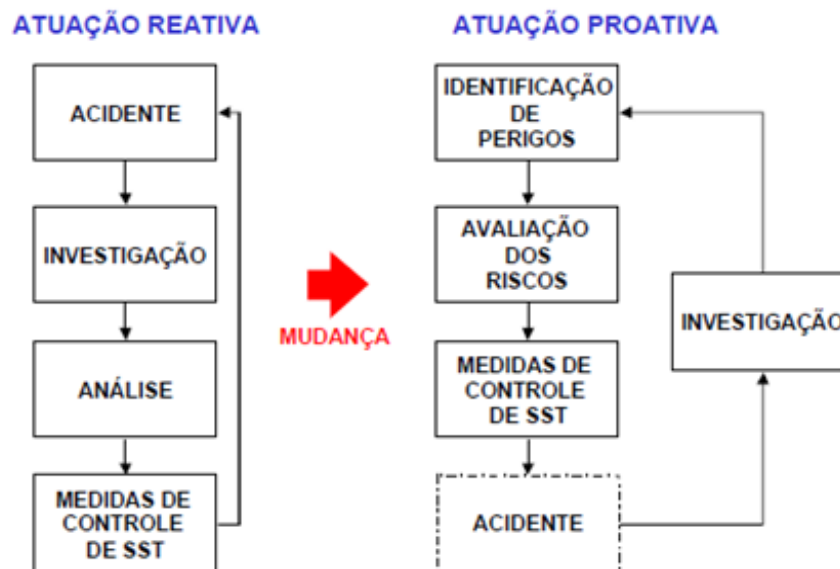 ATUAÇÃO REATIVA
ACIDENTE
INVESTIGAÇÃO
ANÁLISE
MEDIDAS DE
CONTROLE
DE SST
MUDANÇA
ATUAÇÃO PROATIVA
IDENTIFICAÇÃO
DE
PERIGOS
AVALIAÇÃO
DOS
RISCOS
MEDIDAS DE
CONTROLE
DE SST
ACIDENTE
INVESTIGAÇÃO